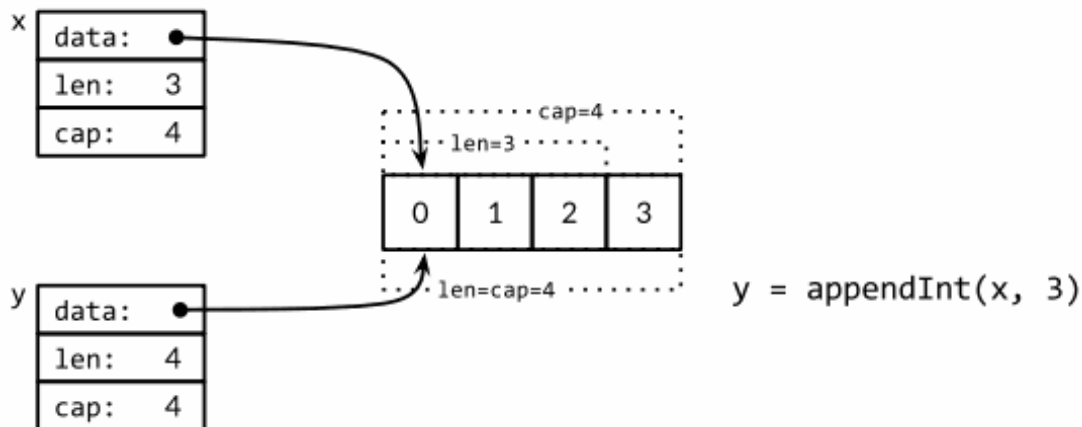 x
data:
len: 3
cap: 4
cap=4
len=3
0 1 2 3
len=cap=4
y = appendInt(x, 3)
y
data:
len: 4
cap: 4